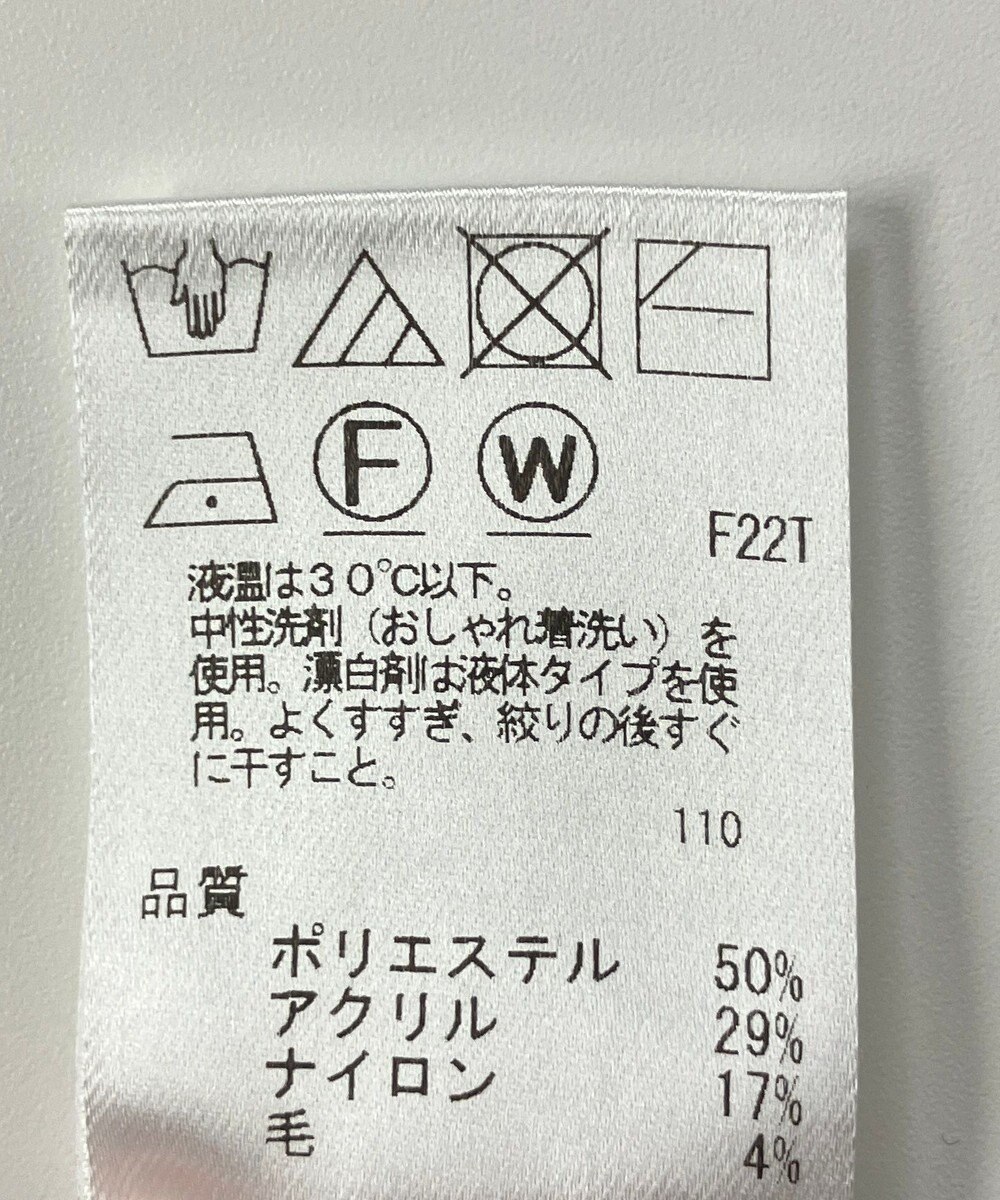 F W
F22T
液温は30℃以下。
中性洗剤（おしゃれ着洗い）を
使用。漂白剤は液体タイプを使
用。よくすすぎ、絞りの後すぐ
に干すこと。
110
品質
ポリエステル 50%
アクリル 29%
ナイロン 17%
毛 4%